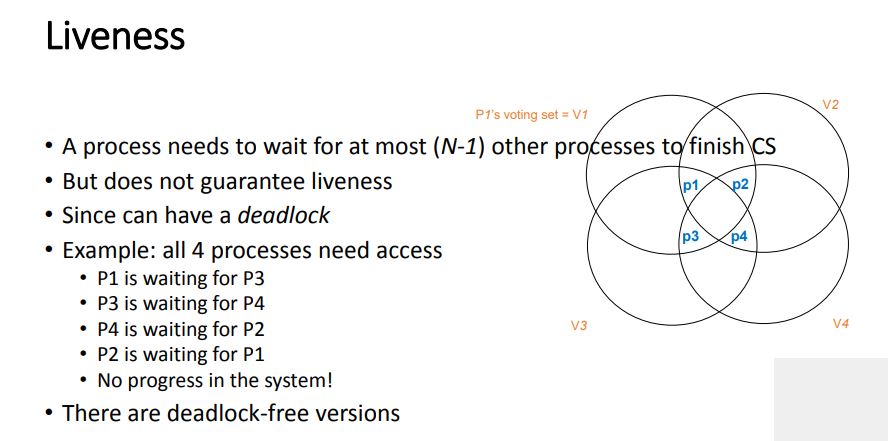 Liveness
P1's voting set = V1
V2
• A process needs to wait for at most (N-1) other processes to finish CS
• But does not guarantee liveness
• Since can have a deadlock
• Example: all 4 processes need access
• P1 is waiting for P3
• P3 is waiting for P4
• P4 is waiting for P2
• P2 is waiting for P1
• No progress in the system!
• There are deadlock-free versions
p1 p2
p3 p4
V3
V4